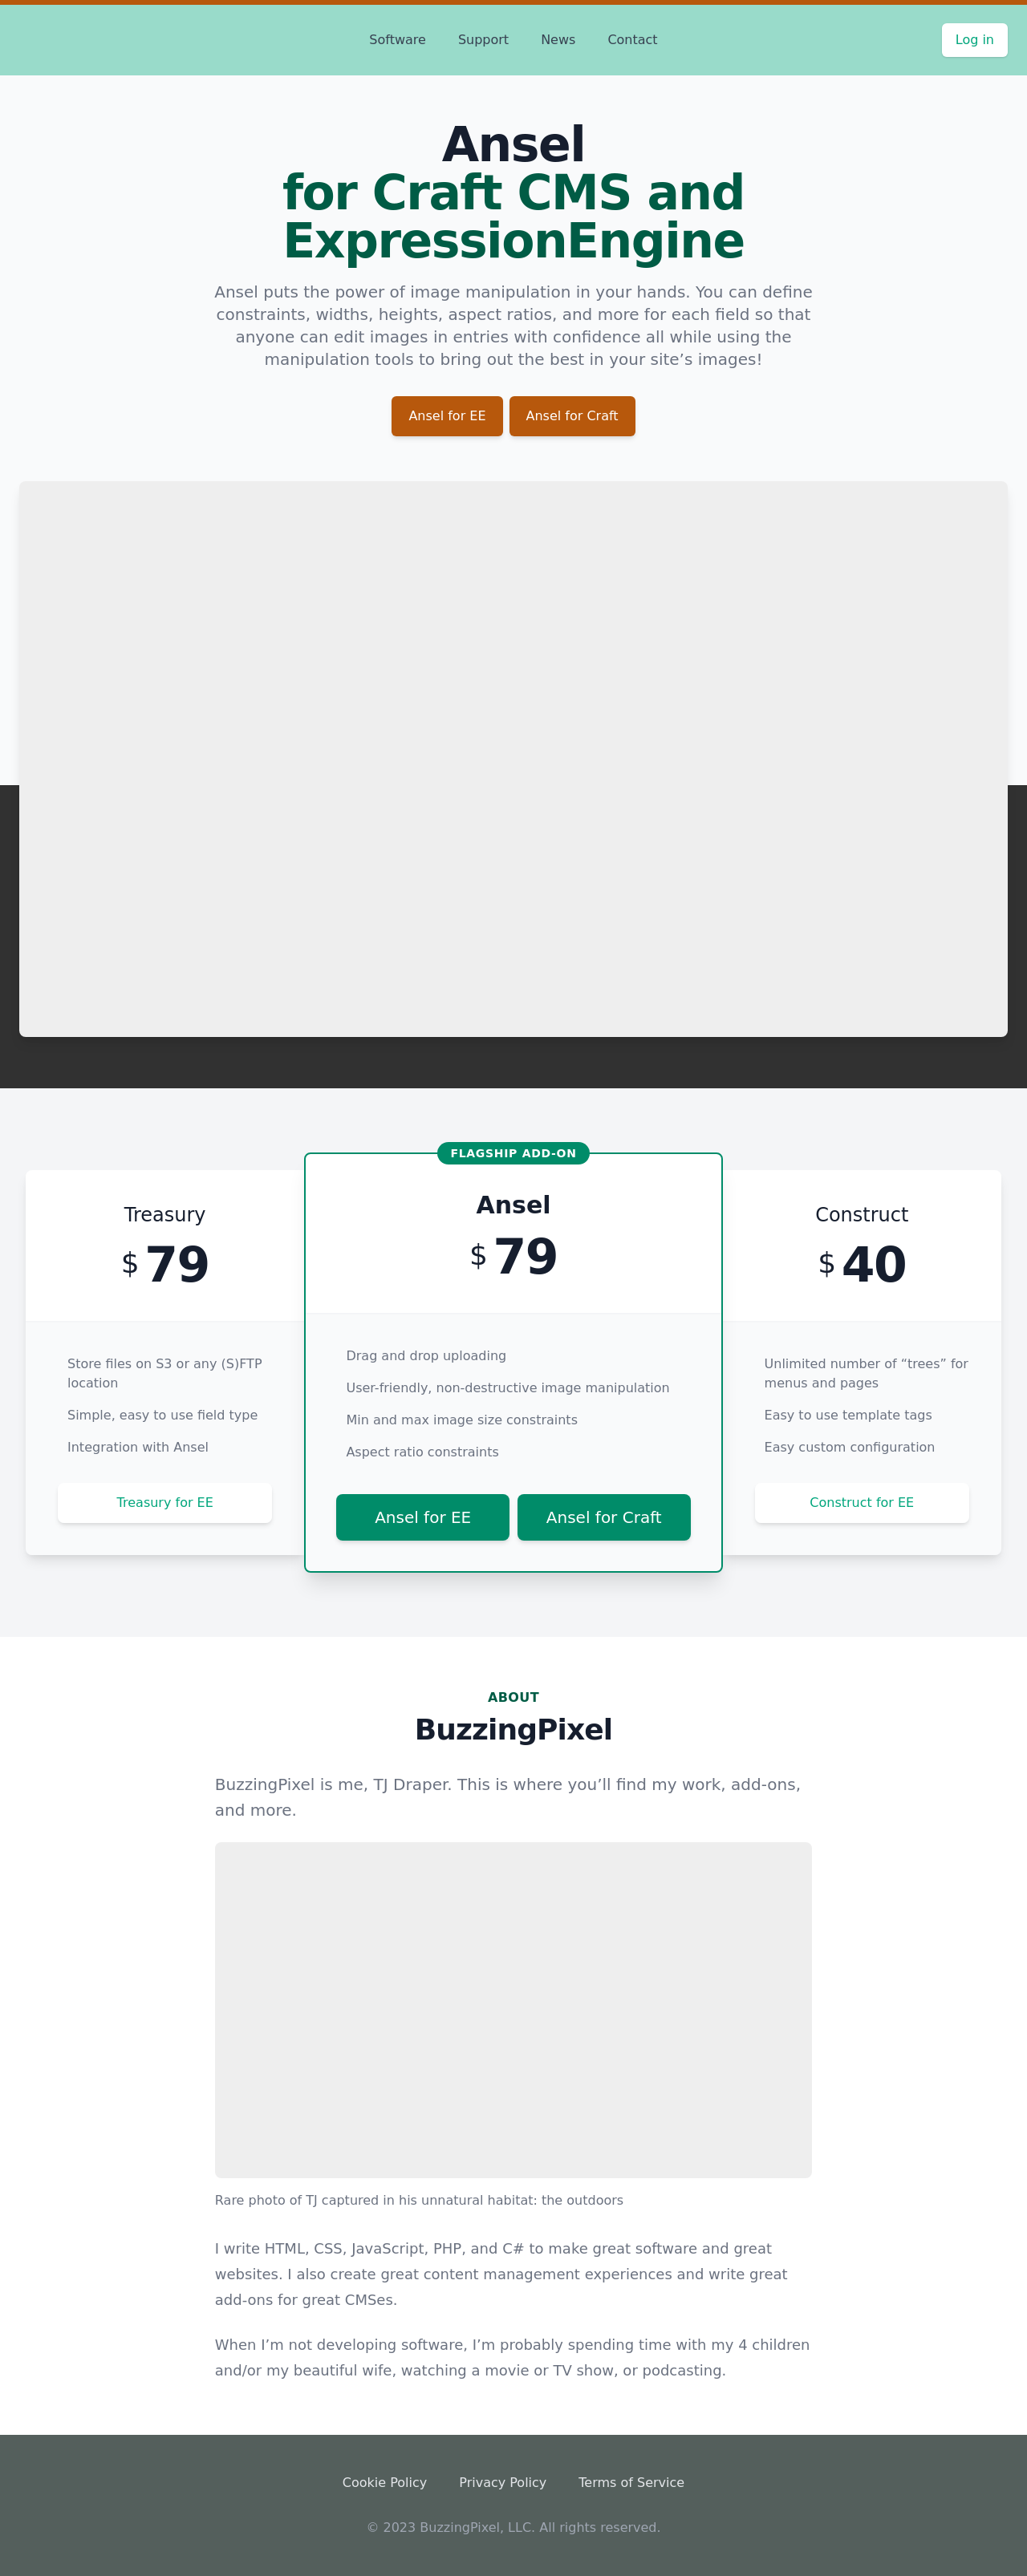 Software Support News Contact Log in
Ansel
for Craft CMS and
ExpressionEngine
Ansel puts the power of image manipulation in your hands. You can define
constraints, widths, heights, aspect ratios, and more for each field so that
anyone can edit images in entries with confidence all while using the
manipulation tools to bring out the best in your site’s images!
Ansel for EE Ansel for Craft
Treasury
$ 79
Store files on S3 or any (S)FTP
location
Simple, easy to use field type
Integration with Ansel
Treasury for EE
FLAGSHIP ADD-ON
Ansel
$ 79
Drag and drop uploading
User-friendly, non-destructive image manipulation
Min and max image size constraints
Aspect ratio constraints
Ansel for EE Ansel for Craft
Construct
$ 40
Unlimited number of “trees” for
menus and pages
Easy to use template tags
Easy custom configuration
Construct for EE
ABOUT
BuzzingPixel
BuzzingPixel is me, TJ Draper. This is where you’ll find my work, add-ons,
and more.
Rare photo of TJ captured in his unnatural habitat: the outdoors
I write HTML, CSS, JavaScript, PHP, and C# to make great software and great
websites. I also create great content management experiences and write great
add-ons for great CMSes.
When I’m not developing software, I’m probably spending time with my 4 children
and/or my beautiful wife, watching a movie or TV show, or podcasting.
Cookie Policy Privacy Policy Terms of Service
© 2023 BuzzingPixel, LLC. All rights reserved.